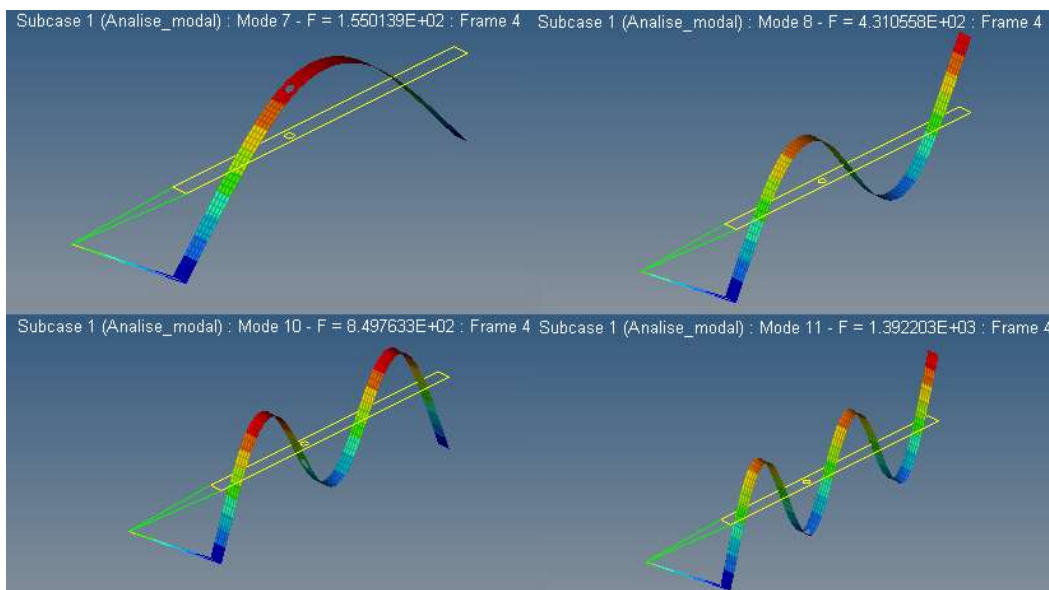 Subcase 1 (Analise_modal) : Mode 7 - F = 1.550139E+02 : Frame 4
Subcase 1 (Analise_modal) : Mode 8 - F = 4.310558E+02 : Frame 4
Subcase 1 (Analise_modal) : Mode 10 - F = 8.497633E+02 : Frame 4
Subcase 1 (Analise_modal) : Mode 11 - F = 1.392203E+03 : Frame 4